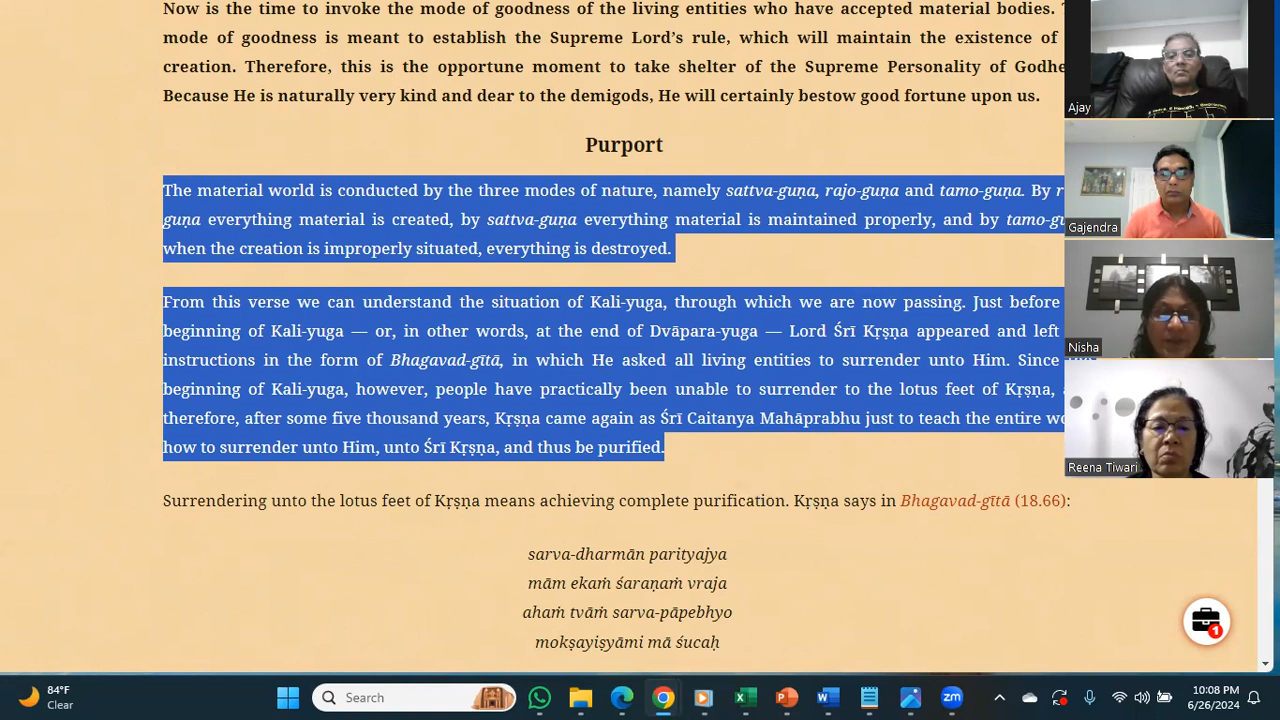 Now is the time to invoke the mode of goodness of the living entities who have accepted material bodies.
mode of goodness is meant to establish the Supreme Lord’s rule, which will maintain the existence of
creation. Therefore, this is the opportune moment to take shelter of the Supreme Personality of Godhe
Because He is naturally very kind and dear to the demigods, He will certainly bestow good fortune upon us.
Purport
The material world is conducted by the three modes of nature, namely sattva-guṇa, rajo-guṇa and tamo-guṇa. By r
guṇa everything material is created, by sattva-guṇa everything material is maintained properly, and by tamo-gu
when the creation is improperly situated, everything is destroyed.
From this verse we can understand the situation of Kali-yuga, through which we are now passing. Just before
beginning of Kali-yuga — or, in other words, at the end of Dvāpara-yuga — Lord Śrī Kṛṣṇa appeared and left
instructions in the form of Bhagavad-gītā, in which He asked all living entities to surrender unto Him. Since
beginning of Kali-yuga, however, people have practically been unable to surrender to the lotus feet of Kṛṣṇa,
therefore, after some five thousand years, Kṛṣṇa came again as Śrī Caitanya Mahāprabhu just to teach the entire wo
how to surrender unto Him, unto Śrī Kṛṣṇa, and thus be purified.
Surrendering unto the lotus feet of Kṛṣṇa means achieving complete purification. Kṛṣṇa says in Bhagavad-gītā (18.66):
sarva-dharmān parityajya
mām ekaṁ śaraṇaṁ vraja
ahaṁ tvāṁ sarva-pāpebhyo
mokṣayiṣyāmi mā śucaḥ
Ajay
Gajendra
Nisha
Reena Tiwari
1
84°F
Clear
Search
zm
10:08 PM
6/26/2024